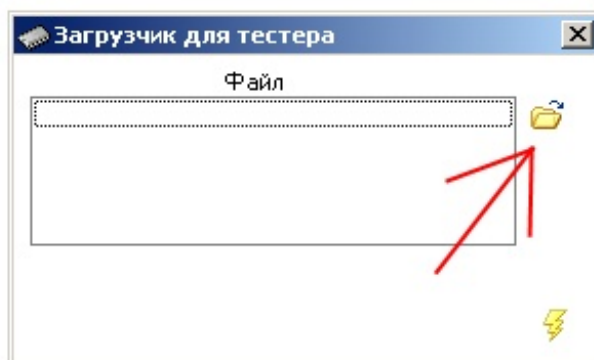 Загрузчик для тестера
Файл